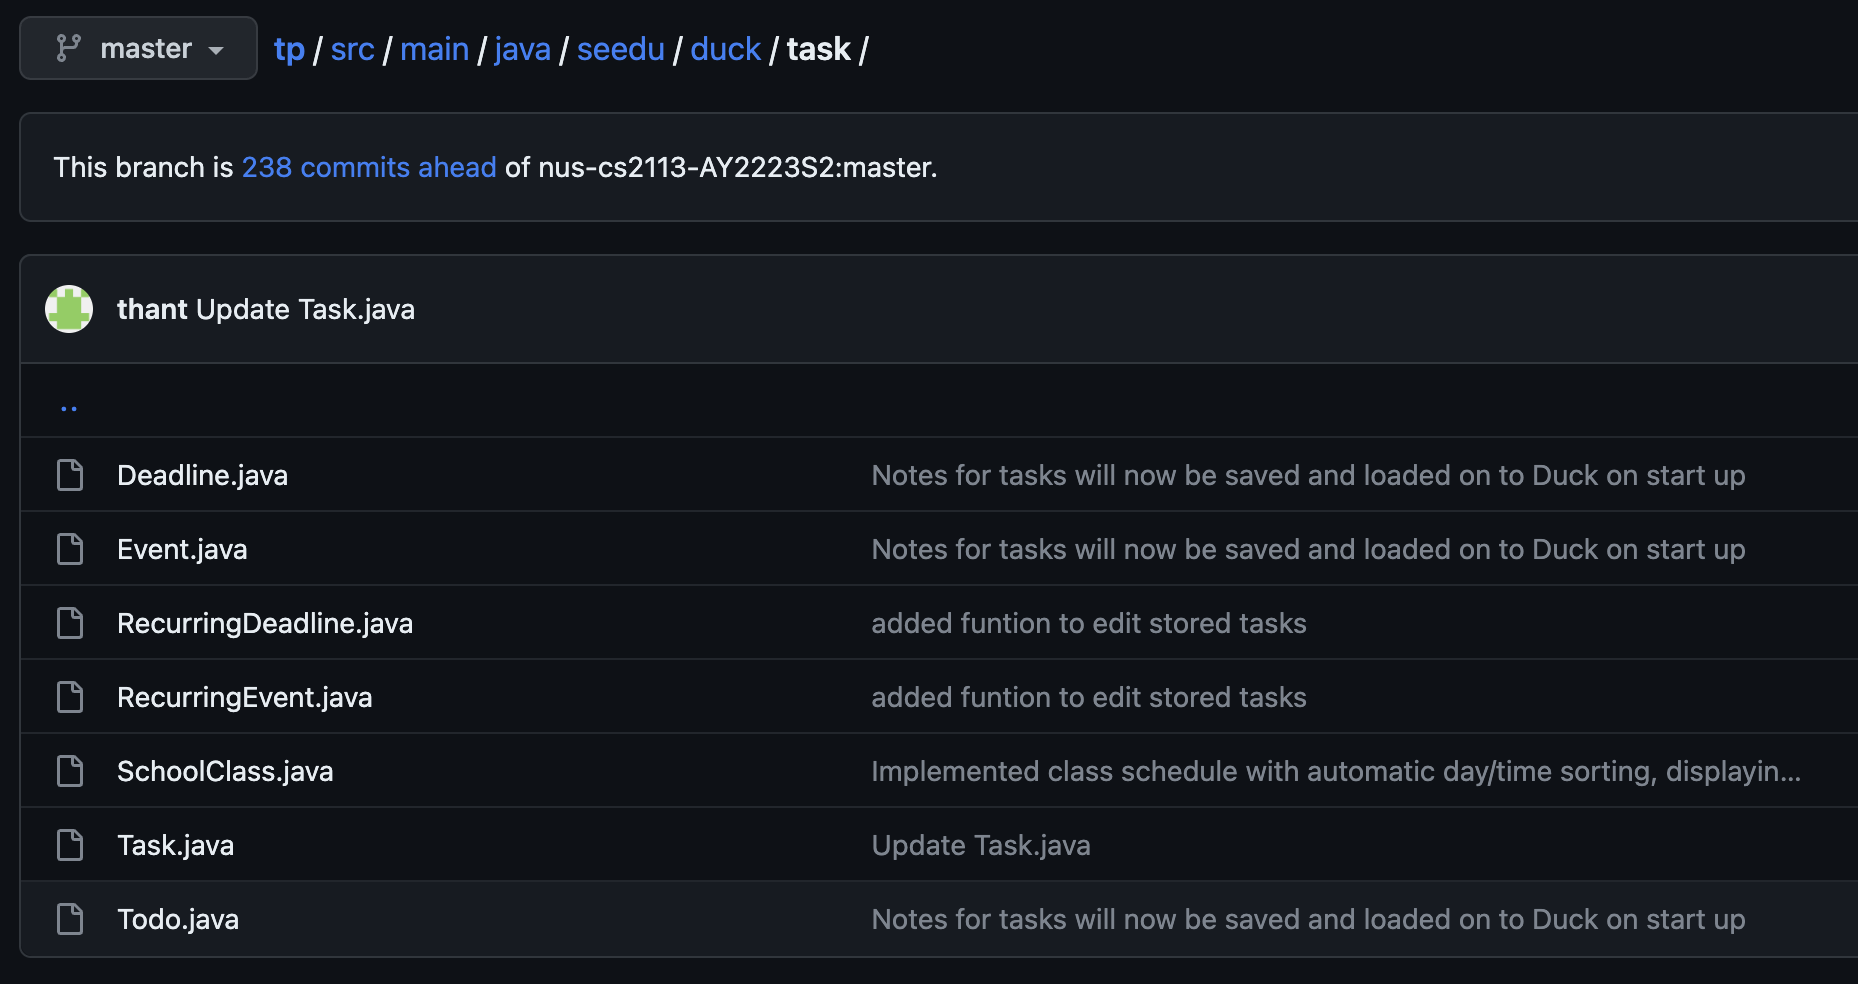 master tp / src / main / java / seedu / duck / task /
This branch is 238 commits ahead of nus-cs2113-AY2223S2:master.
thant Update Task.java
..
Deadline.java Notes for tasks will now be saved and loaded on to Duck on start up
Event.java Notes for tasks will now be saved and loaded on to Duck on start up
RecurringDeadline.java added funtion to edit stored tasks
RecurringEvent.java added funtion to edit stored tasks
SchoolClass.java Implemented class schedule with automatic day/time sorting, displayin...
Task.java Update Task.java
Todo.java Notes for tasks will now be saved and loaded on to Duck on start up